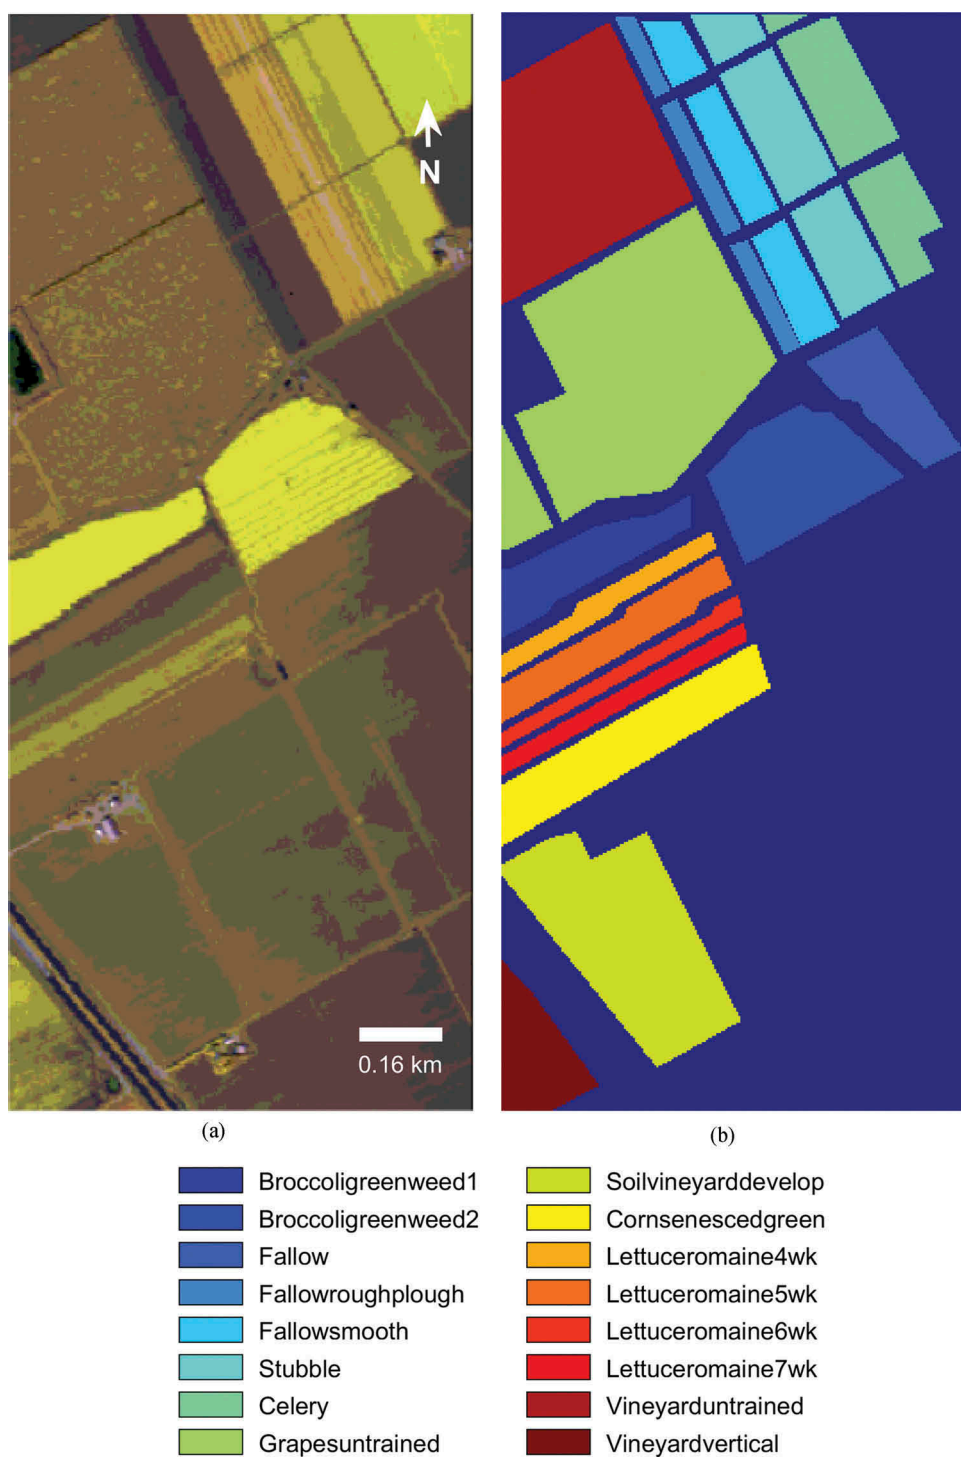 N
0.16 km
(a)
(b)
Broccoligreenweed1
Broccoligreenweed2
Fallow
Fallowroughplough
Fallowsmooth
Stubble
Celery
Grapesuntrained
Soilvineyarddevelop
Cornsenescedgreen
Lettuceromaine4wk
Lettuceromaine5wk
Lettuceromaine6wk
Lettuceromaine7wk
Vineyarduntrained
Vineyardvertical